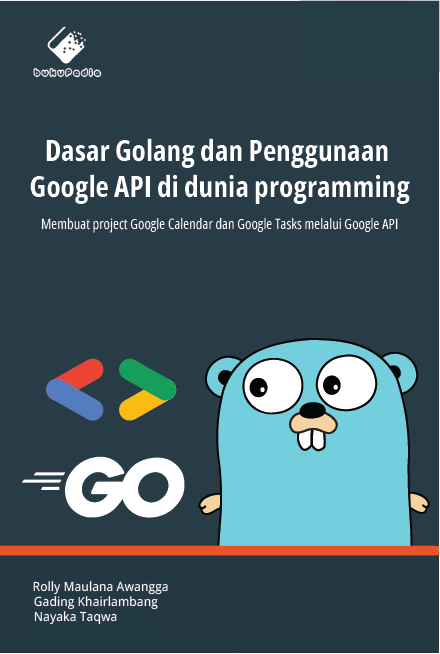 bukupedia
Dasar Golang dan Penggunaan
Google API di dunia programming
Membuat project Google Calendar dan Google Tasks melalui Google API
GO
Rolly Maulana Awangga
Gading Khairlambang
Nayaka Taqwa